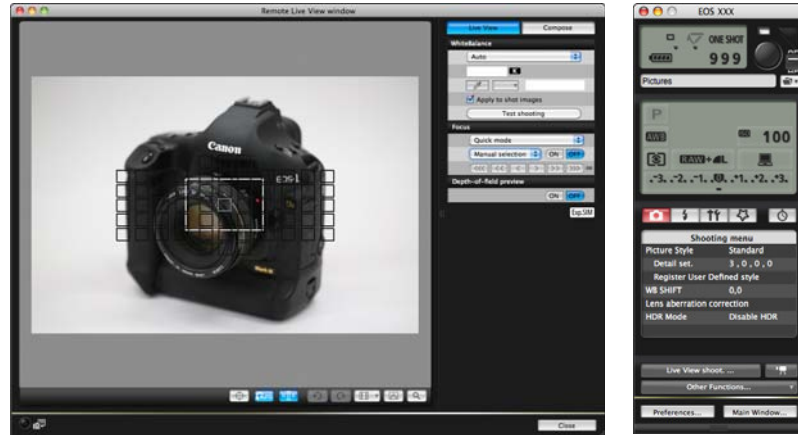 Remote Live View window
Live View
Compose
WhiteBalance
Auto
K
Apply to shot images
Test shooting
Focus
Quick mode
Manual selection
ON
OFF
Depth-of-field preview
ON
OFF
Exp.SIM
Canon
Close
EOS XXX
ONE SHOT
999
Pictures
P
AWB
100
RAW+L
-3..-2..-1..0..+1..+2..+3.
Shooting menu
Picture Style Standard
Detail set. 3,0,0,0
Register User Defined style
WB SHIFT 0,0
Lens aberration correction
HDR Mode Disable HDR
Live View shoot. ...
Other Functions...
Preferences...
Main Window...